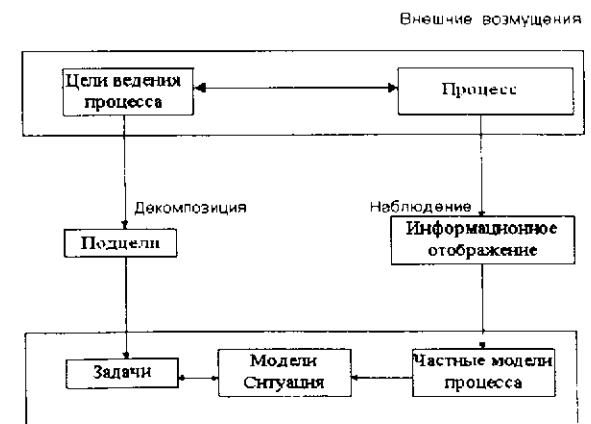 Внешние возмущения
Цели ведения
процесса
Процесс
Декомпозиция
Наблюдение
Подцели
Информационное
отображение
Задачи
Модели
Ситуация
Частные модели
процесса